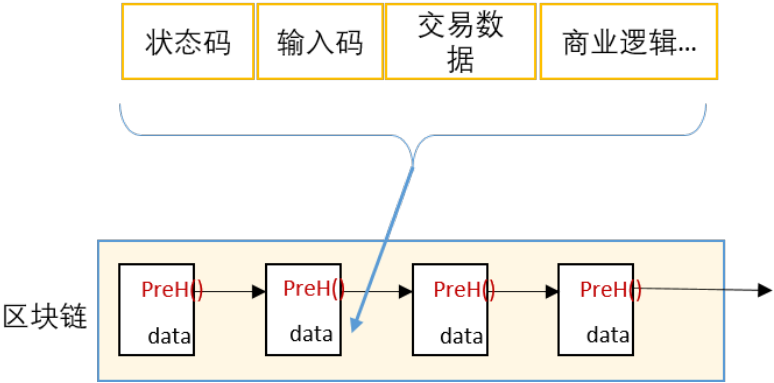 状态码
输入码
交易数
据
商业逻辑...
区块链
PreH()
data
PreH()
data
PreH()
data
PreH()
data